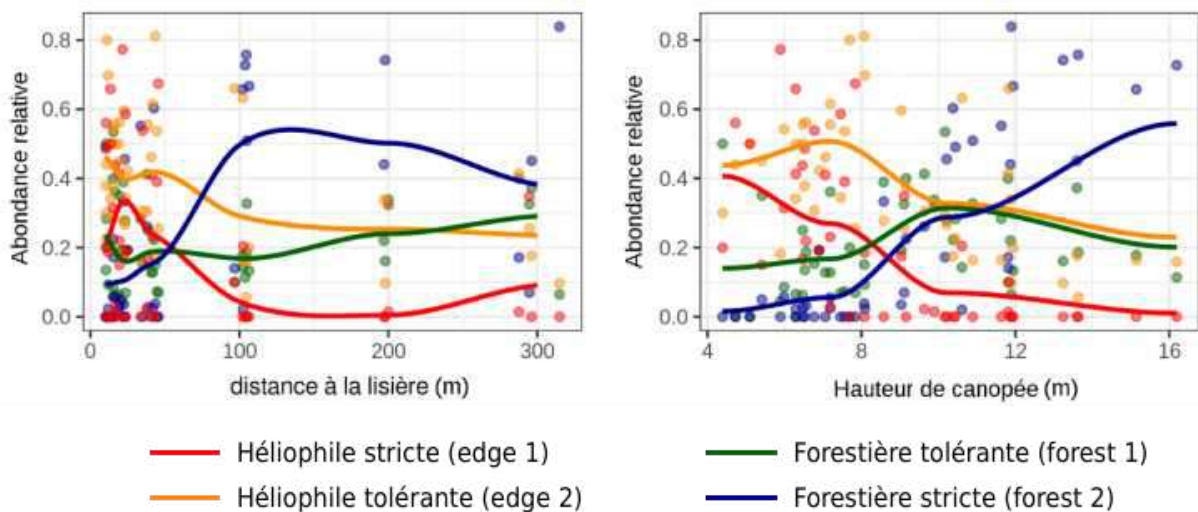 Abondance relative
0.8
0.6
0.4
0.2
0.0
0 100 200 300
distance à la lisière (m)
Abondance relative
0.8
0.6
0.4
0.2
0.0
4 8 12 16
Hauteur de canopée (m)
Héliophile stricte (edge 1)
Héliophile tolérante (edge 2)
Forestière tolérante (forest 1)
Forestière stricte (forest 2)